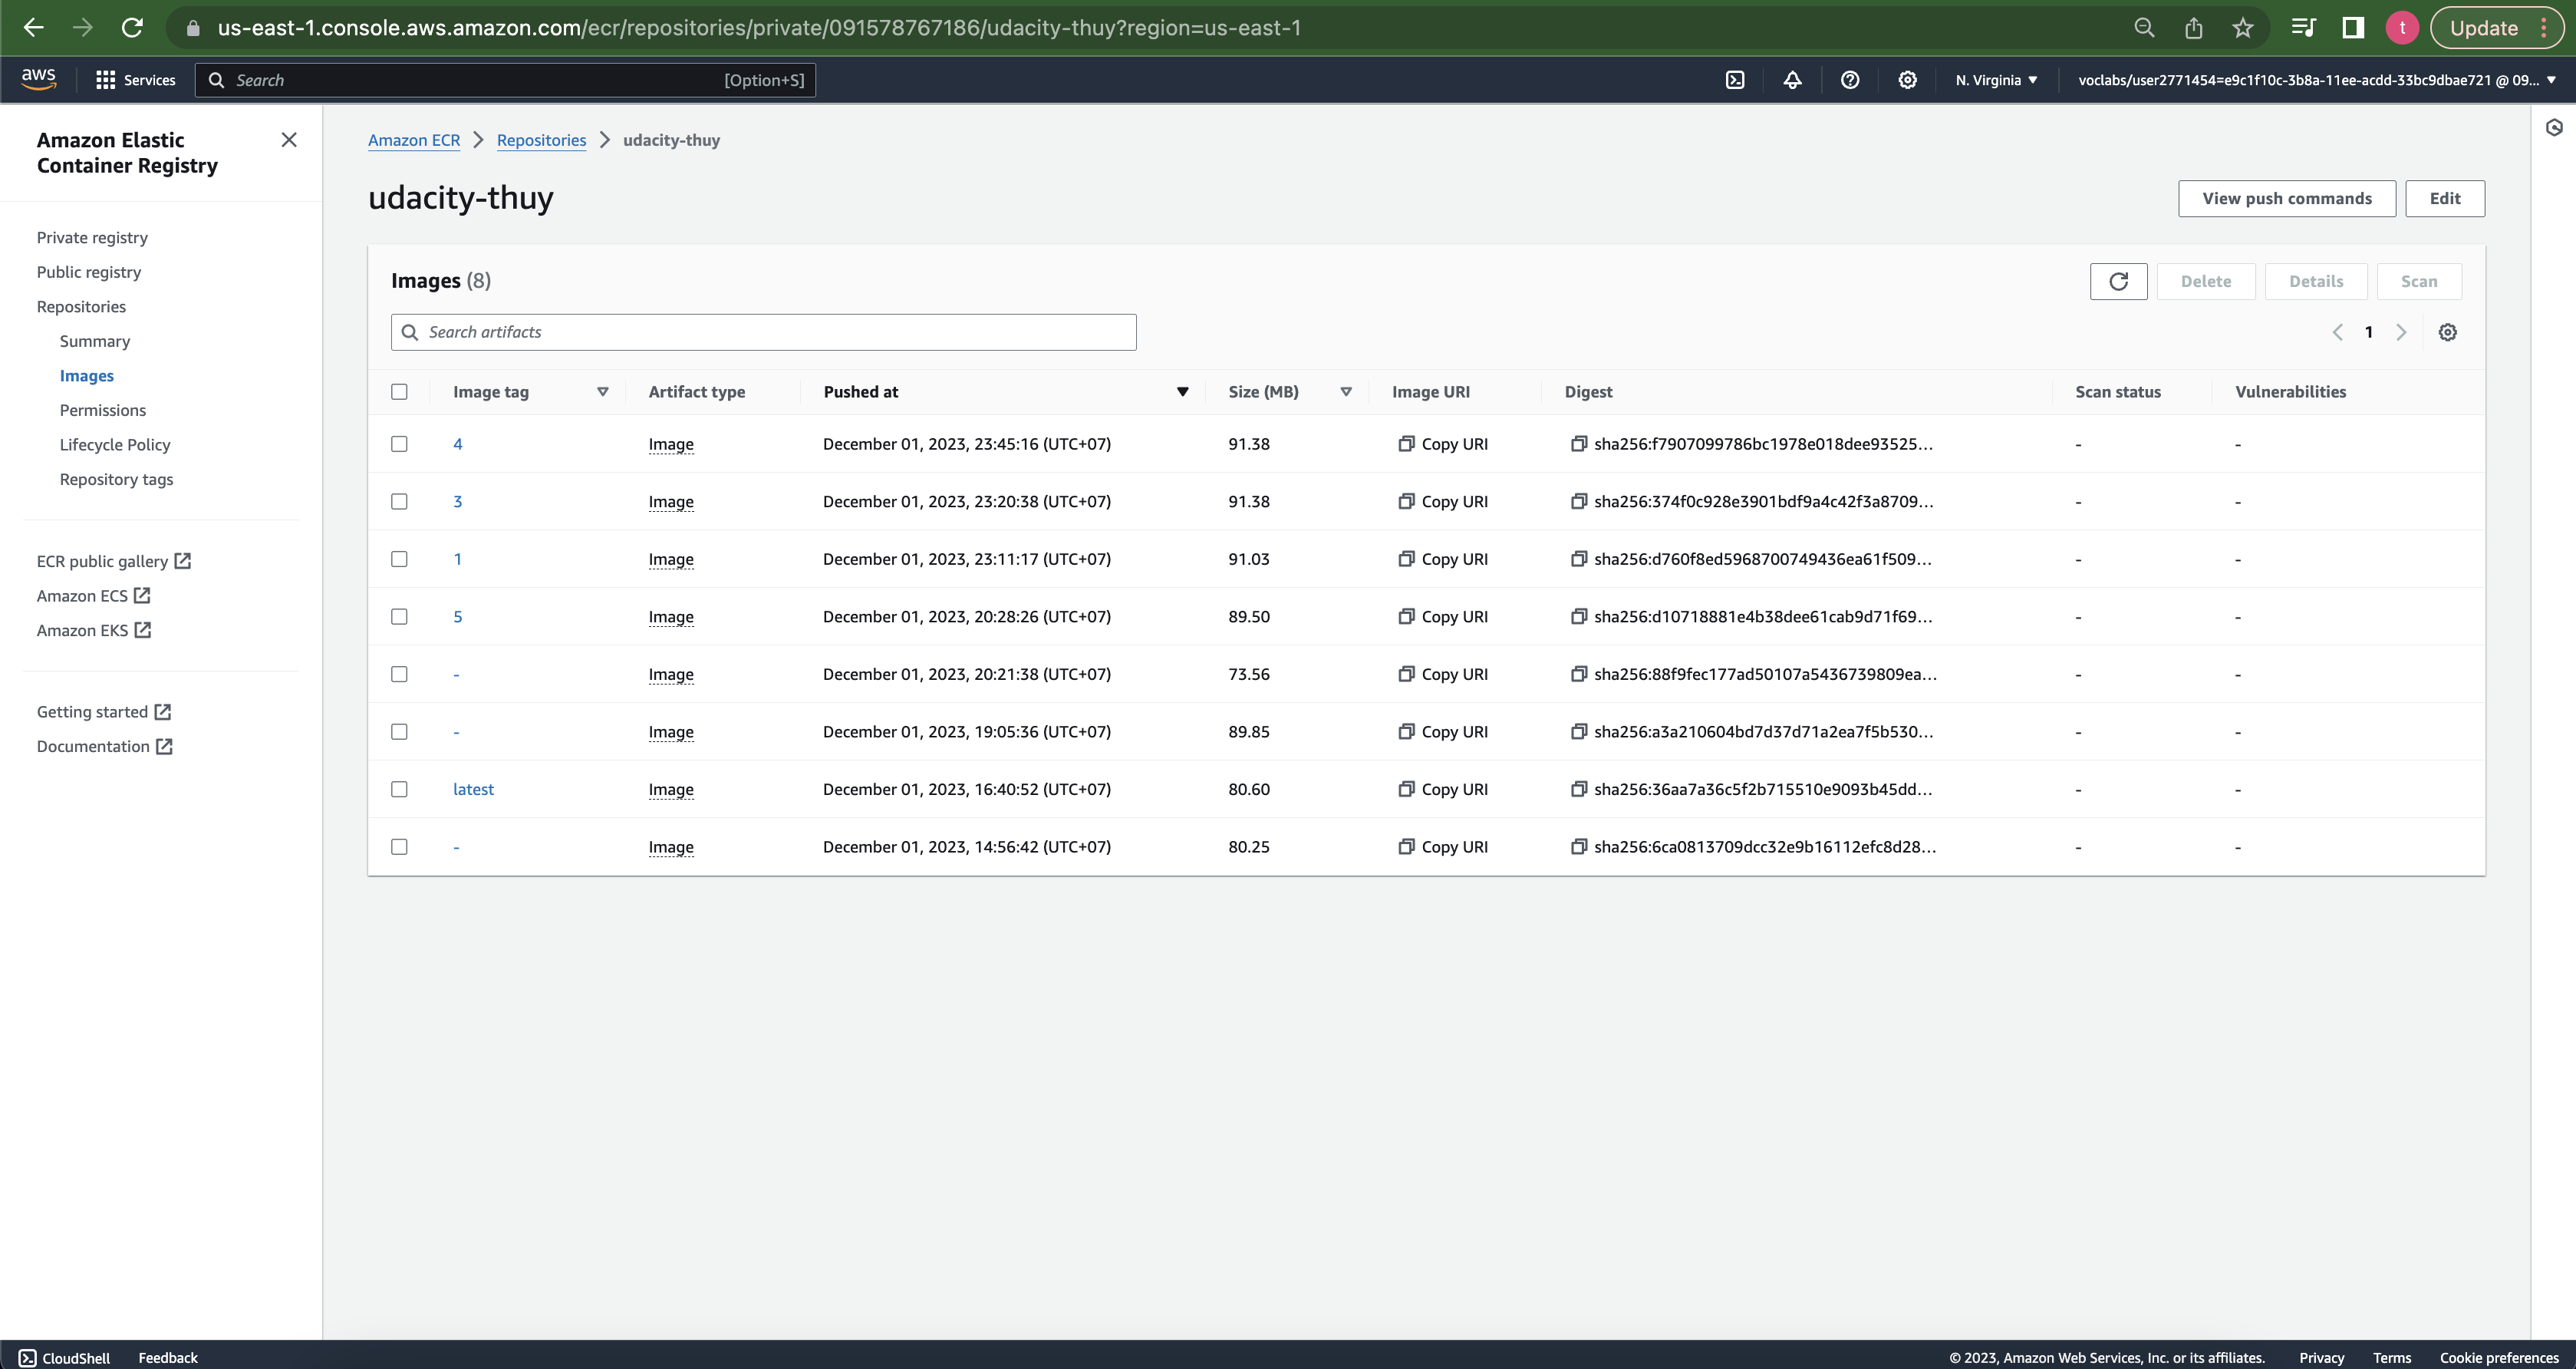 us-east-1.console.aws.amazon.com/ecr/repositories/private/091578767186/udacity-thuy?region=us-east-1
t
Update
aws
Services
Search
[Option+S]
N. Virginia
voclabs/user2771454=e9c1f10c-3b8a-11ee-acdd-33bc9dbae721 @ 09...
Amazon Elastic
Container Registry
Private registry
Public registry
Repositories
Summary
Images
Permissions
Lifecycle Policy
Repository tags
ECR public gallery
Amazon ECS
Amazon EKS
Getting started
Documentation
Amazon ECR > Repositories > udacity-thuy
udacity-thuy
View push commands
Edit
Images (8)
Delete
Details
Scan
Search artifacts
1
Image tag Artifact type Pushed at Size (MB) Image URI Digest Scan status Vulnerabilities
4 Image December 01, 2023, 23:45:16 (UTC+07) 91.38 Copy URI sha256:f7907099786bc1978e018dee93525... - -
3 Image December 01, 2023, 23:20:38 (UTC+07) 91.38 Copy URI sha256:374f0c928e3901bdf9a4c42f3a8709... - -
1 Image December 01, 2023, 23:11:17 (UTC+07) 91.03 Copy URI sha256:d760f8ed5968700749436ea61f509... - -
5 Image December 01, 2023, 20:28:26 (UTC+07) 89.50 Copy URI sha256:d10718881e4b38dee61cab9d71f69... - -
- Image December 01, 2023, 20:21:38 (UTC+07) 73.56 Copy URI sha256:88f9fec177ad50107a5436739809ea... - -
- Image December 01, 2023, 19:05:36 (UTC+07) 89.85 Copy URI sha256:a3a210604bd7d37d71a2ea7f5b530... - -
latest Image December 01, 2023, 16:40:52 (UTC+07) 80.60 Copy URI sha256:36aa7a36c5f2b715510e9093b45dd... - -
- Image December 01, 2023, 14:56:42 (UTC+07) 80.25 Copy URI sha256:6ca0813709dcc32e9b16112efc8d28... - -
CloudShell
Feedback
© 2023, Amazon Web Services, Inc. or its affiliates.
Privacy
Terms
Cookie preferences